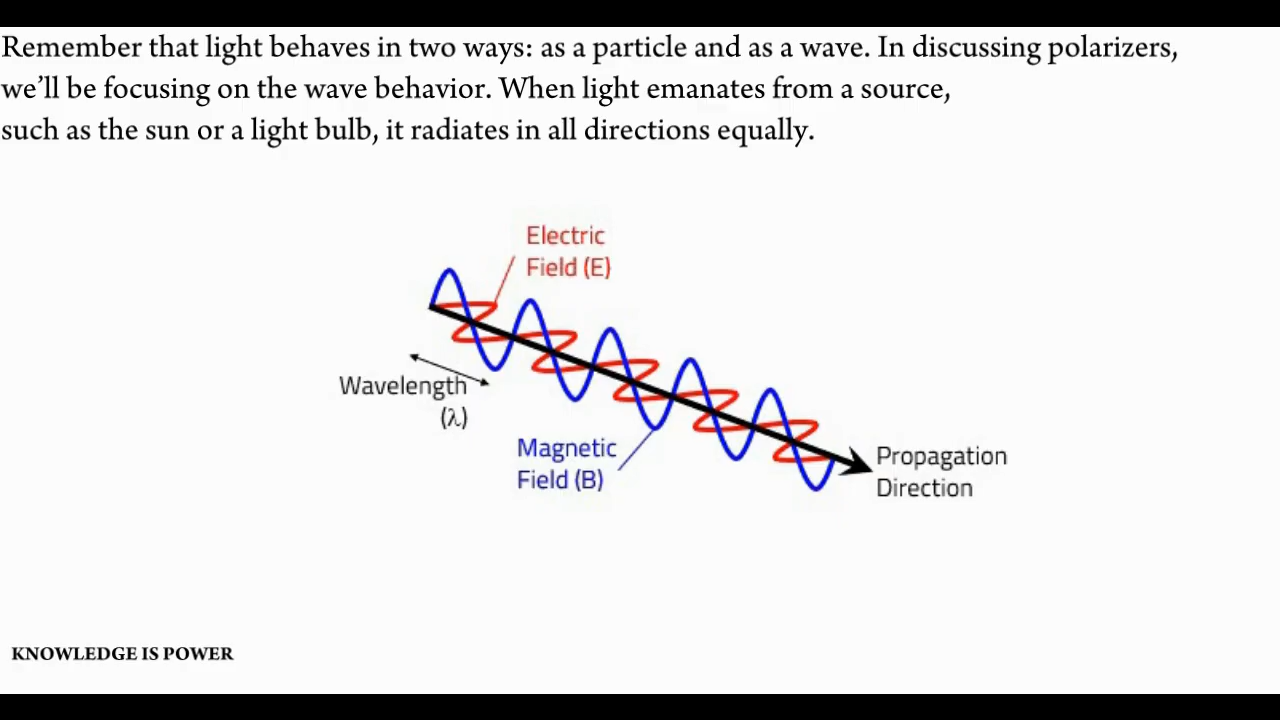 Remember that light behaves in two ways: as a particle and as a wave. In discussing polarizers,
we’ll be focusing on the wave behavior. When light emanates from a source,
such as the sun or a light bulb, it radiates in all directions equally.
Electric
Field (E)
Wavelength
(λ)
Magnetic
Field (B)
Propagation
Direction
KNOWLEDGE IS POWER